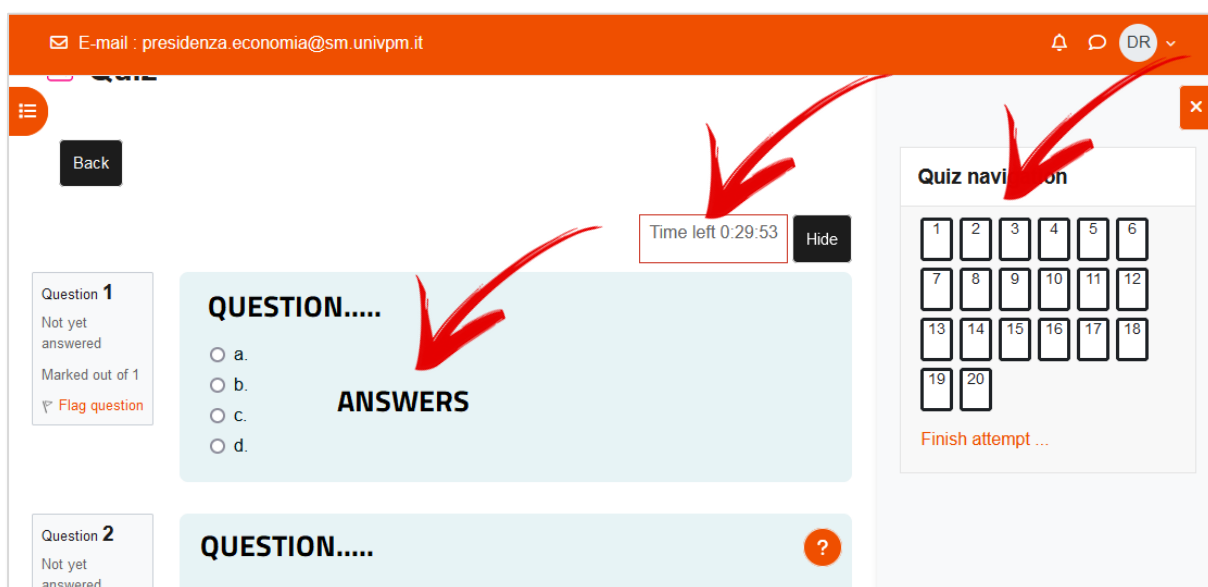 E-mail : presidenza.economia@sm.univpm.it
DR
Quiz
Back
Time left 0:29:53
Hide
Question 1
Not yet
answered
Marked out of 1
Flag question
QUESTION.....
a.
b.
c.
d.
ANSWERS
Question 2
Not yet
answered
QUESTION.....
?
Quiz navigation
1 2 3 4 5 6
7 8 9 10 11 12
13 14 15 16 17 18
19 20
Finish attempt ...